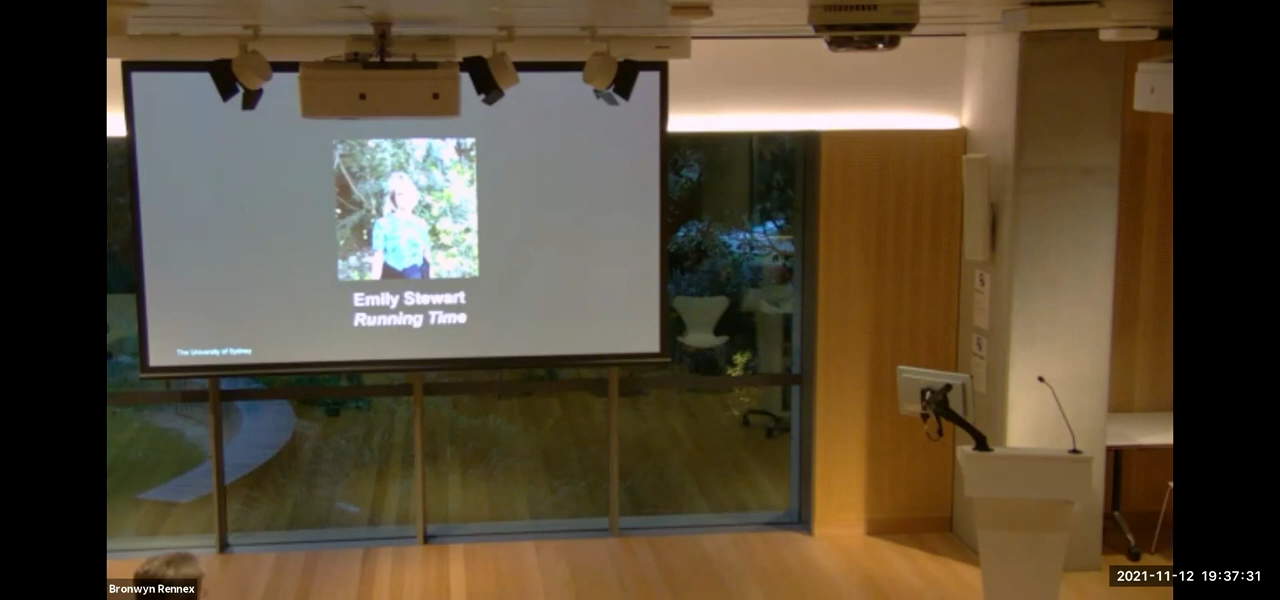 Emily Stewart
Running Time
The University of Sydney
Bronwyn Rennex
2021-11-12 19:37:31